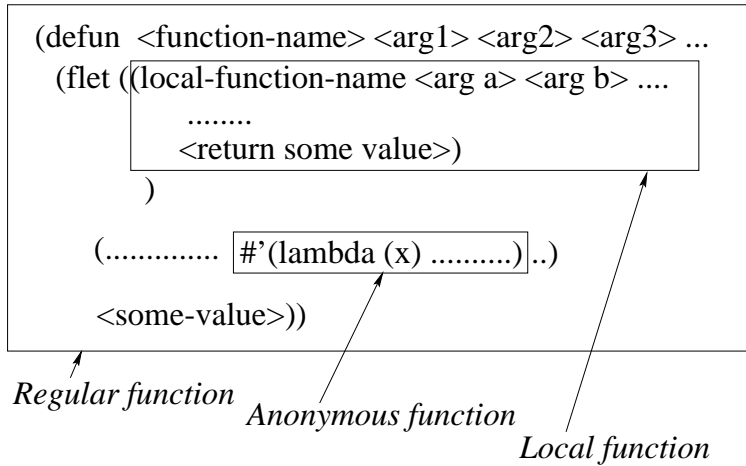 (defun <function-name> <arg1> <arg2> <arg3> ...
(flet ((local-function-name <arg a> <arg b> ....
........
<return some value>)
)
(.............. #'(lambda (x) ..........) ..)
<some-value>))
Regular function
Anonymous function
Local function